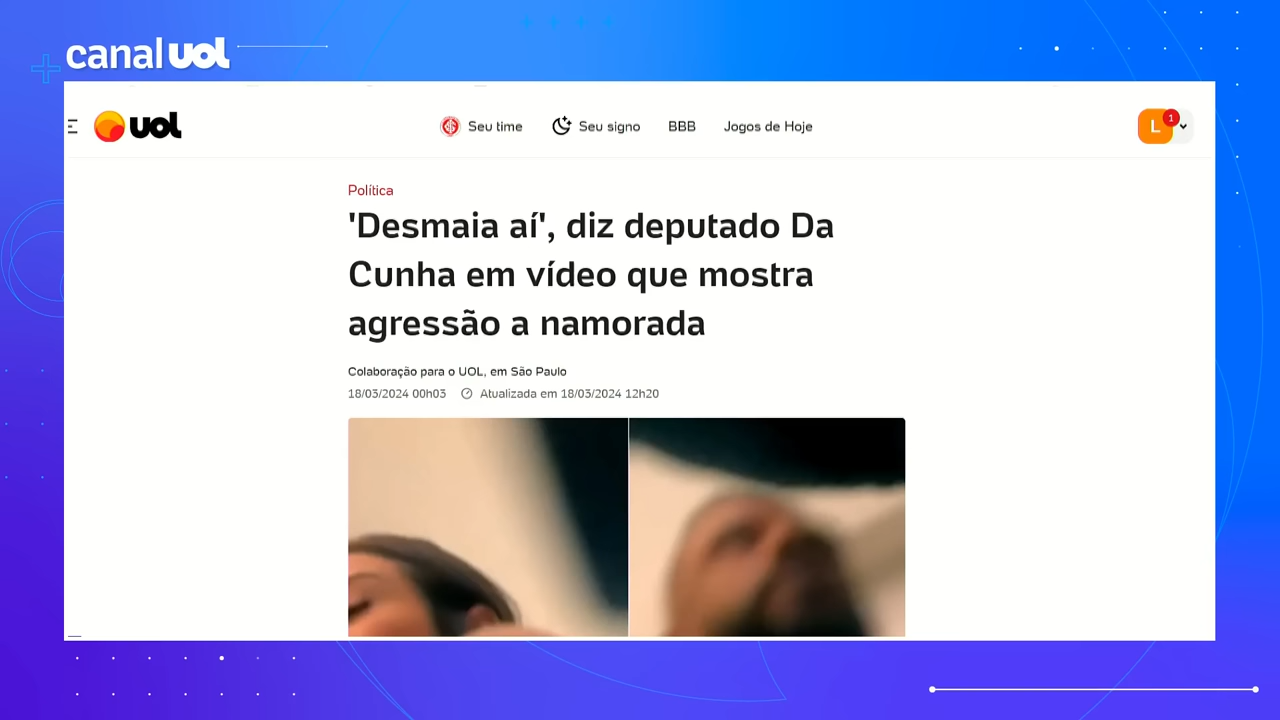 canal uol
uol
Seu time
Seu signo
BBB
Jogos de Hoje
L
1
Política
'Desmaia aí', diz deputado Da
Cunha em vídeo que mostra
agressão a namorada
Colaboração para o UOL, em São Paulo
18/03/2024 00h03
Atualizada em 18/03/2024 12h20